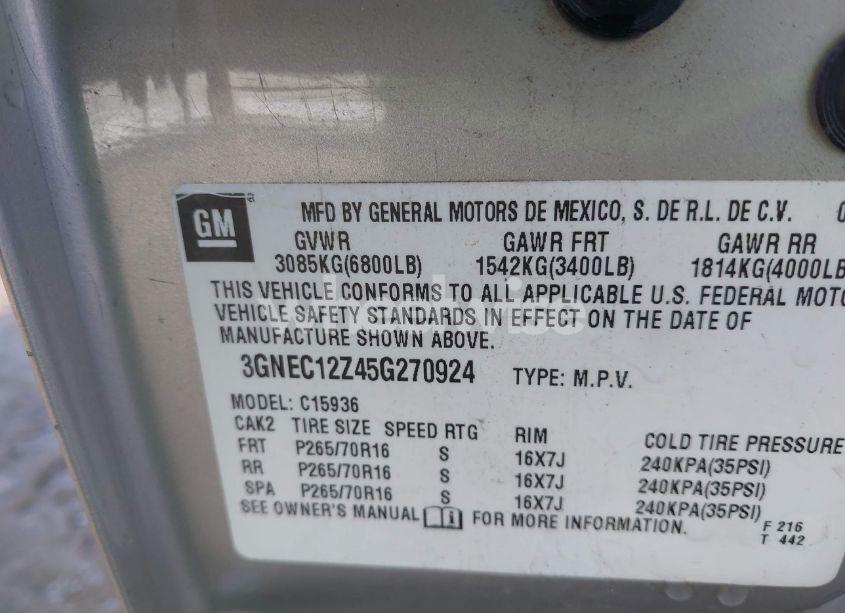 GM
MFD BY GENERAL MOTORS DE MEXICO, S. DE R.L. DE C.V. 0
GVWR GAWR FRT GAWR RR
3085KG(6800LB) 1542KG(3400LB) 1814KG(4000LB
THIS VEHICLE CONFORMS TO ALL APPLICABLE U.S. FEDERAL MOTO
VEHICLE SAFETY STANDARDS IN EFFECT ON THE DATE OF
MANUFACTURE SHOWN ABOVE.
3GNEC12Z45G270924 TYPE: M.P.V.
MODEL: C15936
CAK2 TIRE SIZE SPEED RTG RIM COLD TIRE PRESSURE
FRT P265/70R16 S 16X7J 240KPA(35PSI)
RR P265/70R16 S 16X7J 240KPA(35PSI)
SPA P265/70R16 S 16X7J 240KPA(35PSI)
SEE OWNER'S MANUAL FOR MORE INFORMATION.
F 216
T 442